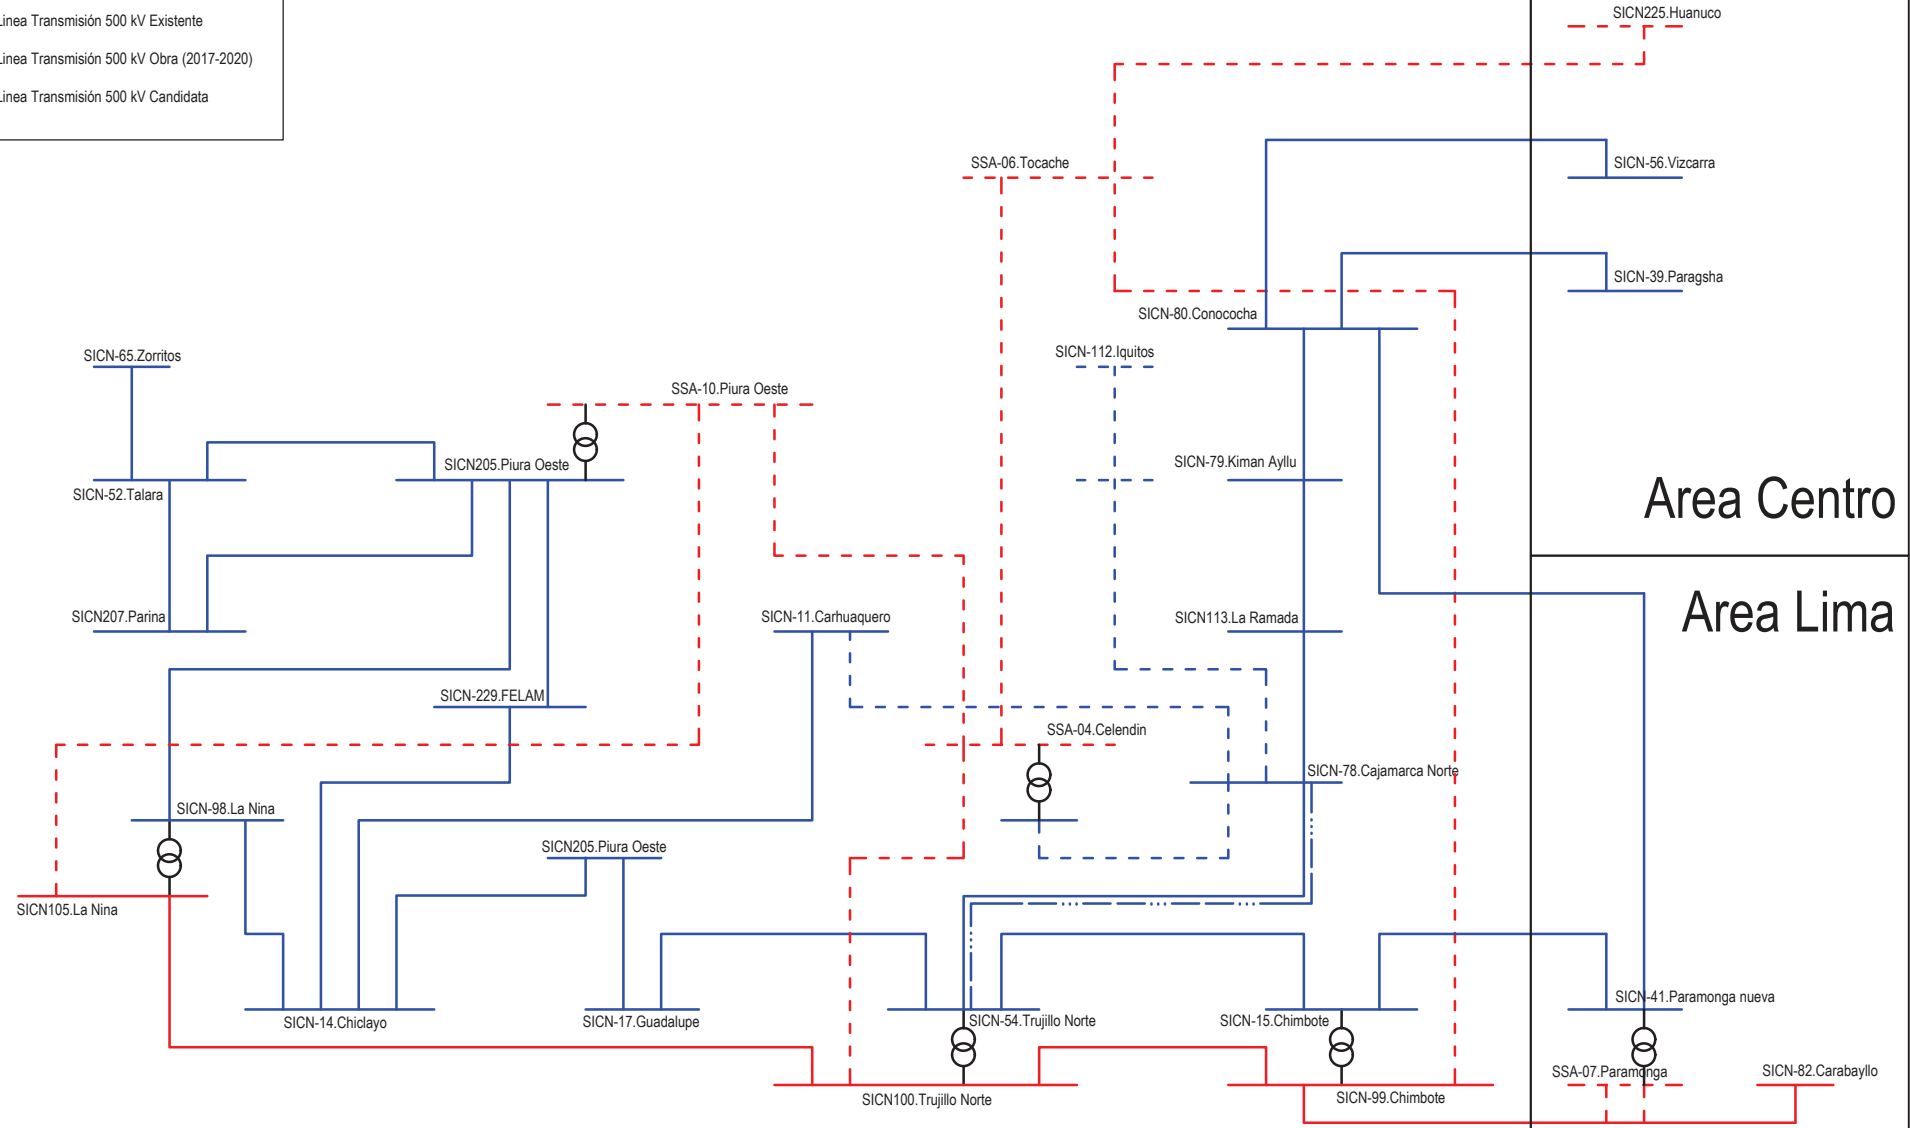 SICN225.Huanuco
Linea Transmisión 500 kV Existente
Linea Transmisión 500 kV Obra (2017-2020)
Linea Transmisión 500 kV Candidata
SSA-06.Tocache
SICN-56.Vizcarra
SICN-39.Paragsha
SICN-80.Conococha
SICN-65.Zorritos
SICN-112.Iquitos
SSA-10.Piura Oeste
SICN205.Piura Oeste
SICN-79.Kiman Ayllu
SICN-52.Talara
Area Centro
SICN207.Parina
SICN-11.Carhuaquero
SICN113.La Ramada
Area Lima
SICN-229.FELAM
SSA-04.Celendin
SICN-78.Cajamarca Norte
SICN-98.La Nina
SICN205.Piura Oeste
SICN105.La Nina
SICN-41.Paramonga nueva
SICN-14.Chiclayo
SICN-17.Guadalupe
SICN-54.Trujillo Norte
SICN-15.Chimbote
SSA-07.Paramonga
SICN-82.Carabayllo
SICN100.Trujillo Norte
SICN-99.Chimbote